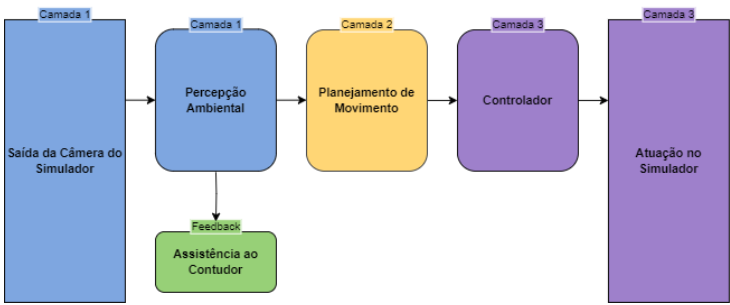 Camada 1
Saída da Câmera do
Simulador
Camada 1
Percepção
Ambiental
Camada 2
Planejamento de
Movimento
Camada 3
Controlador
Camada 3
Atuação no
Simulador
Feedback
Assistência ao
Contudor